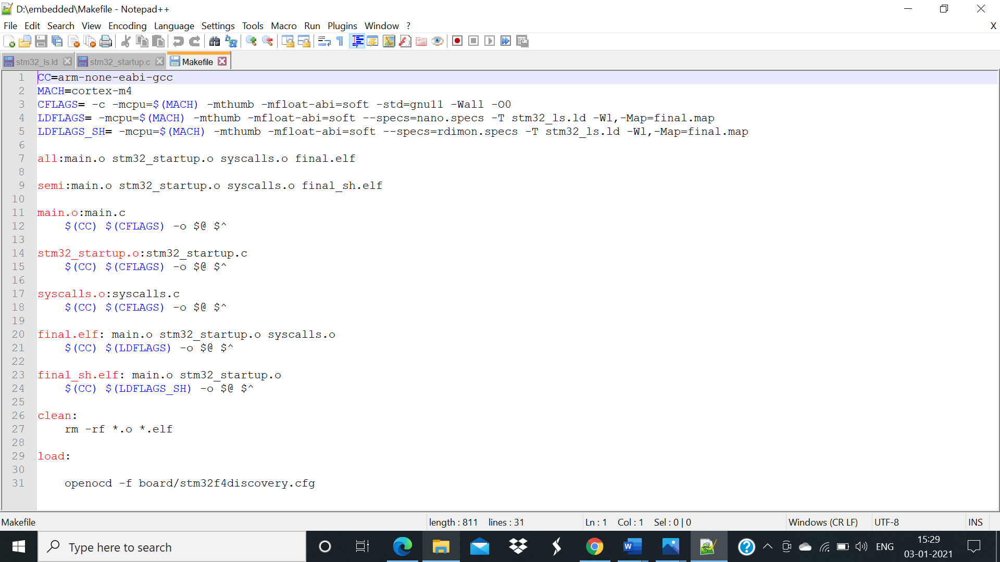 D:\embedded\Makefile - Notepad++
File Edit Search View Encoding Language Settings Tools Macro Run Plugins Window ? X
stm32_ls.ld stm32_startup.c Makefile
1 CC=arm-none-eabi-gcc
2 MACH=cortex-m4
3 CFLAGS= -c -mcpu=$(MACH) -mthumb -mfloat-abi=soft -std=gnu11 -Wall -O0
4 LDFLAGS= -mcpu=$(MACH) -mthumb -mfloat-abi=soft --specs=nano.specs -T stm32_ls.ld -Wl,-Map=final.map
5 LDFLAGS_SH= -mcpu=$(MACH) -mthumb -mfloat-abi=soft --specs=rdimon.specs -T stm32_ls.ld -Wl,-Map=final.map
6
7 all:main.o stm32_startup.o syscalls.o final.elf
8
9 semi:main.o stm32_startup.o syscalls.o final_sh.elf
10
11 main.o:main.c
12     $(CC) $(CFLAGS) -o $@ $^
13
14 stm32_startup.o:stm32_startup.c
15     $(CC) $(CFLAGS) -o $@ $^
16
17 syscalls.o:syscalls.c
18     $(CC) $(CFLAGS) -o $@ $^
19
20 final.elf: main.o stm32_startup.o syscalls.o
21     $(CC) $(LDFLAGS) -o $@ $^
22
23 final_sh.elf: main.o stm32_startup.o
24     $(CC) $(LDFLAGS_SH) -o $@ $^
25
26 clean:
27     rm -rf *.o *.elf
28
29 load:
30
31     openocd -f board/stm32f4discovery.cfg
Makefile length : 811 lines : 31 Ln : 1 Col : 1 Sel : 0 | 0 Windows (CR LF) UTF-8 INS
Type here to search
ENG
15:29
03-01-2021